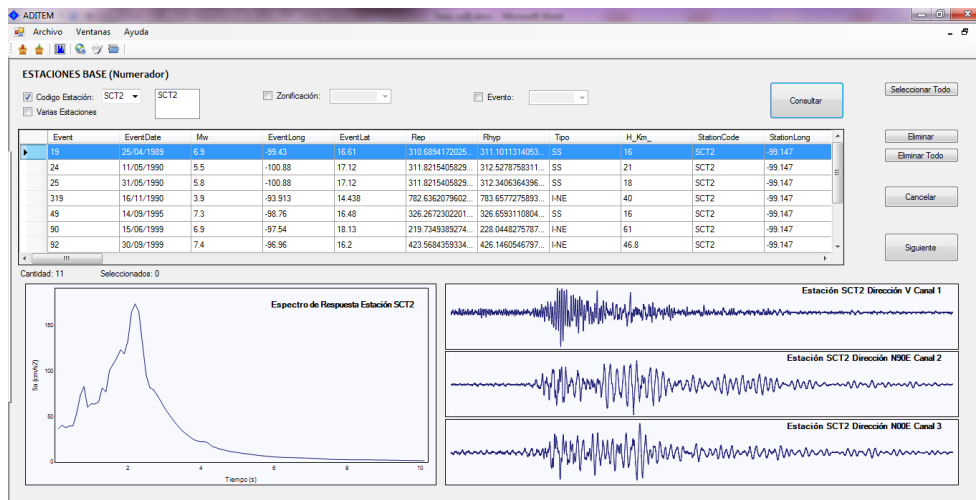 ADITEM
Archivo Ventanas Ayuda
ESTACIONES BASE (Numerador)
Codigo Estación: SCT2 SCT2 Zonificación: Evento: Consultar Seleccionar Todo
Varias Estaciones
Event EventDate Mw EventLong EventLat Rep Rhyp Tipo H_Km_ StationCode StationLong
19 25/04/1989 6.9 -99.43 16.61 310.6894172025... 311.1011314053... SS 16 SCT2 -99.147
24 11/05/1990 5.5 -100.88 17.12 311.8215405829... 312.5278758311... SS 21 SCT2 -99.147
25 31/05/1990 5.8 -100.88 17.12 311.8215405829... 312.3406364396... SS 18 SCT2 -99.147
319 16/11/1990 3.9 -93.913 14.438 782.6362079602... 783.6577275893... I-NE 40 SCT2 -99.147
49 14/09/1995 7.3 -98.76 16.48 326.2672302201... 326.6593110804... SS 16 SCT2 -99.147
90 15/06/1999 6.9 -97.54 18.13 219.7349389274... 228.0448275787... I-NE 61 SCT2 -99.147
92 30/09/1999 7.4 -96.96 16.2 423.5684359334... 426.1460546797... I-NE 46.8 SCT2 -99.147
Eliminar
Eliminar Todo
Cancelar
Siguiente
Cantidad: 11 Seleccionados: 0
Espectro de Respuesta Estación SCT2
150
100
50
0
Sa (cm/s2)
2 4 6 8 10
Tiempo (s)
Estación SCT2 Dirección V Canal 1
Estación SCT2 Dirección N90E Canal 2
Estación SCT2 Dirección N00E Canal 3